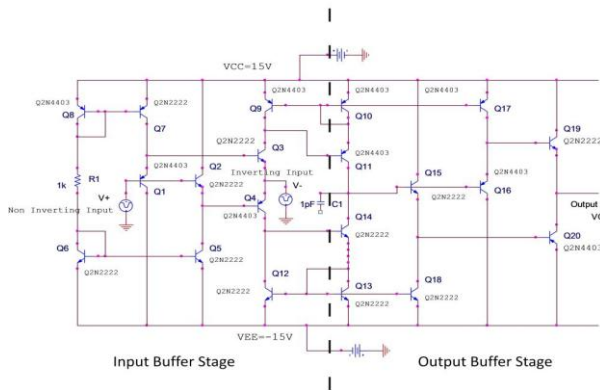 VCC=15V
Q2N4403
Q2N2222
Q2N4403
Q2N4403
Q2N4403
Q8
Q7
Q9
Q10
Q17
Q19
Q2N2222
Q2N2222
Q3
Q11
Q2N4403
Q2N4403
Q2N4403
R1
1k
V+
Q1
Q2
Inverting Input
Q4
V-
1pF
C1
Q15
Q16
Non Inverting Input
Q2N2222
Q2N4403
Q14
Q2N2222
Q2N2222
Output
Q20
Q2N4403
Q6
Q5
Q12
Q13
Q18
Q2N2222
Q2N2222
Q2N2222
Q2N2222
Q2N2222
VEE=-15V
Input Buffer Stage
Output Buffer Stage